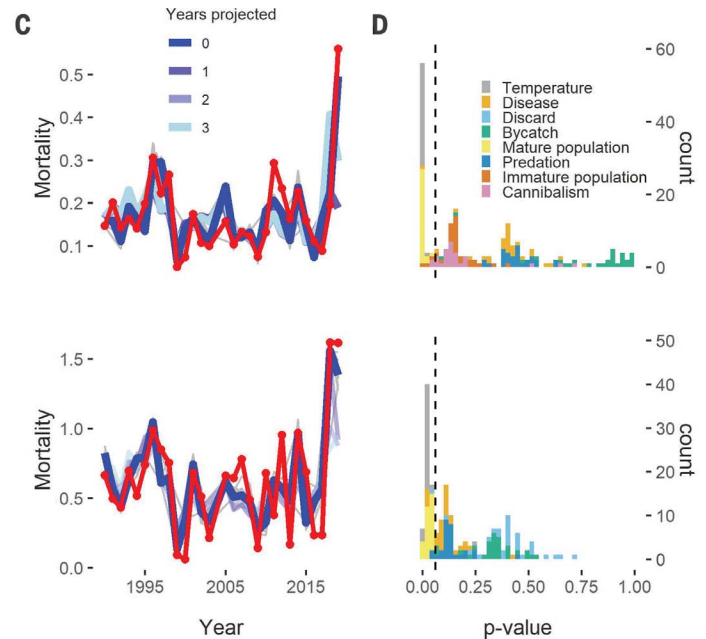 C
Years projected
0
1
2
3
Mortality
0.5
0.4
0.3
0.2
0.1
Mortality
1.5
1.0
0.5
0.0
1995
2005
2015
Year
D
Temperature
Disease
Discard
Bycatch
Mature population
Predation
Immature population
Cannibalism
60
40
20
0
count
50
40
30
20
10
0
count
0.00
0.25
0.50
0.75
1.00
p-value